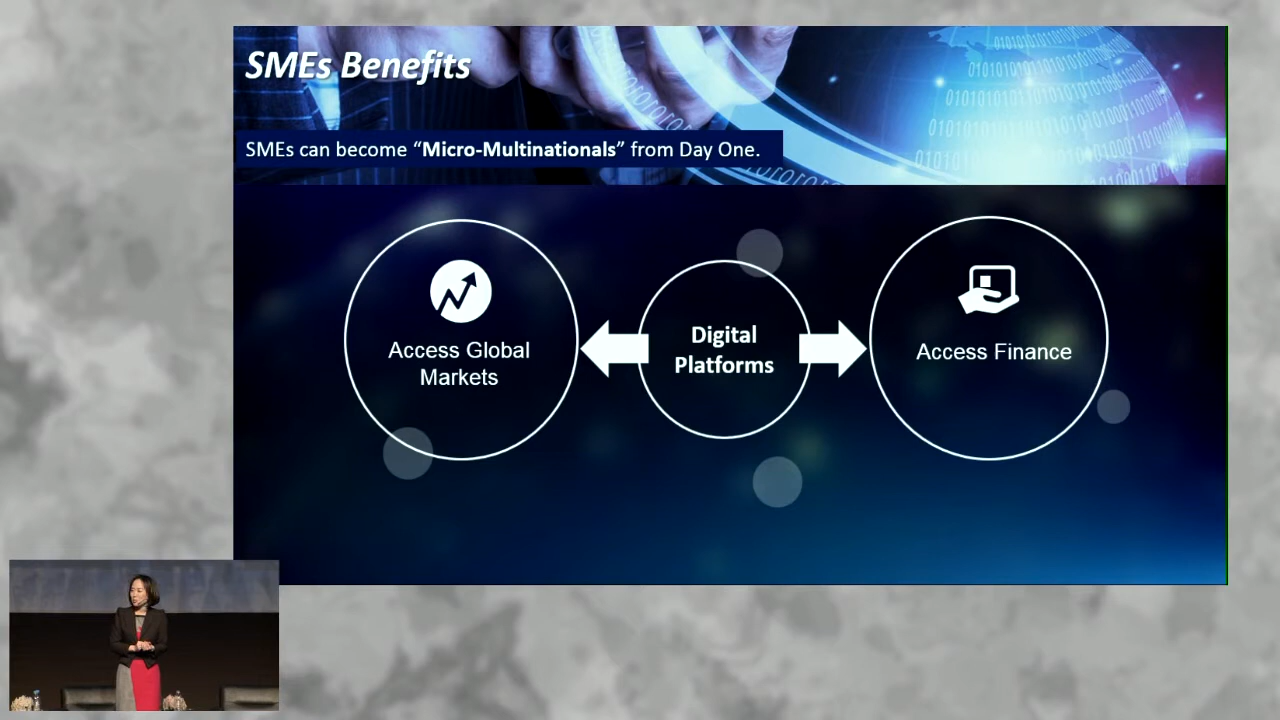 SMEs Benefits
SMEs can become “Micro-Multinationals” from Day One.
Access Global
Markets
Digital
Platforms
Access Finance